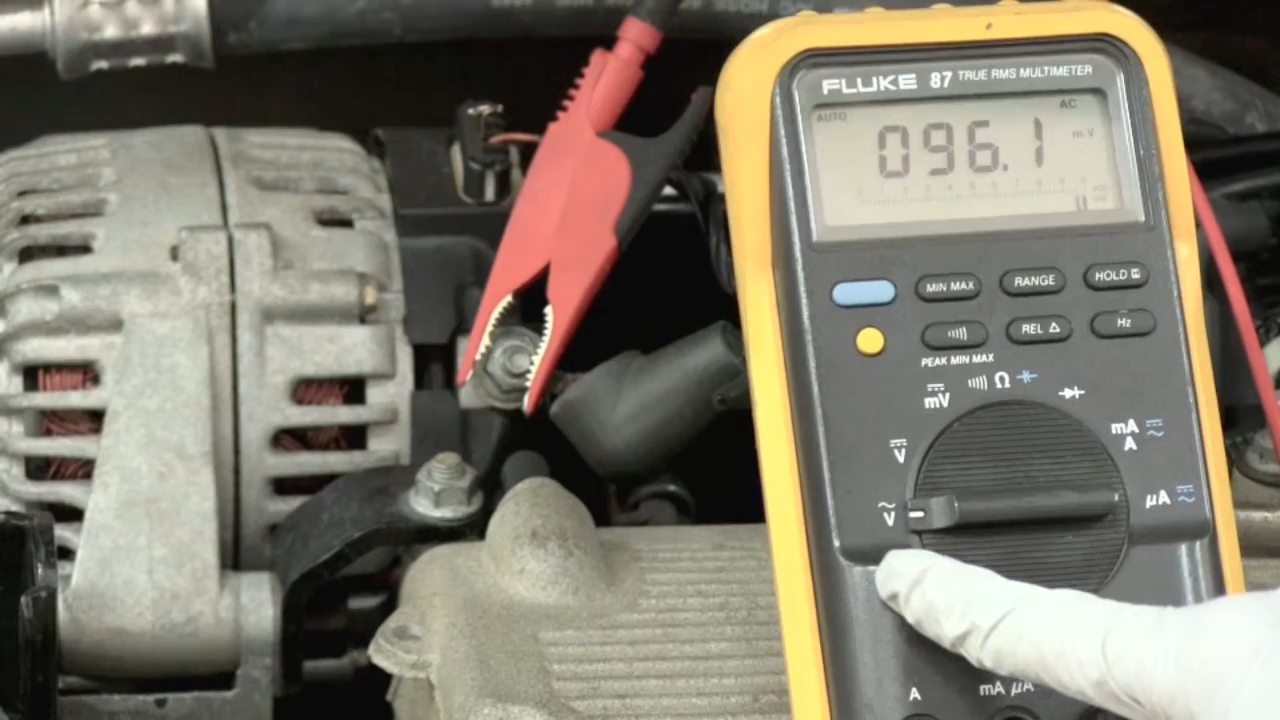 FLUKE 87 TRUE RMS MULTIMETER
AUTO AC
096.1 mV
MIN MAX RANGE HOLD
REL Δ Hz
PEAK MIN MAX
mV Ω
V mA
A
V µA
A mA µA